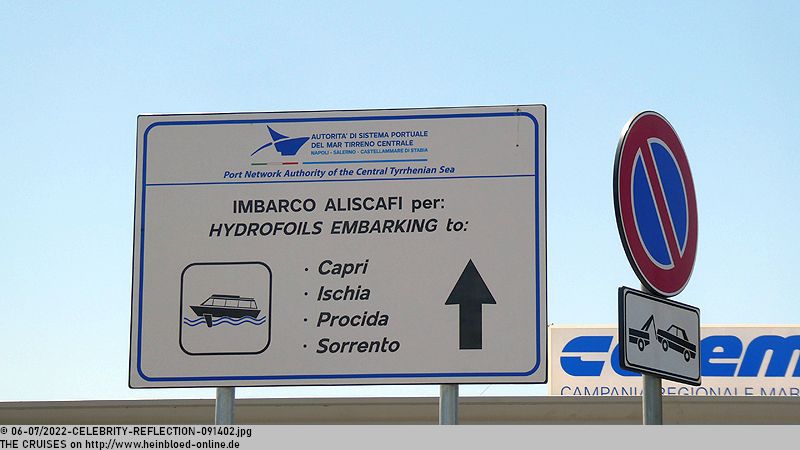 AUTORITA' DI SISTEMA PORTUALE
DEL MAR TIRRENO CENTRALE
NAPOLI - SALERNO - CASTELLAMMARE DI STABIA
Port Network Authority of the Central Tyrrhenian Sea
IMBARCO ALISCAFI per:
HYDROFOILS EMBARKING to:
· Capri
· Ischia
· Procida
· Sorrento
CAMPANIA REGIONALE MAR
© 06-07/2022-CELEBRITY-REFLECTION-091402.jpg
THE CRUISES on http://www.heinbloed-online.de